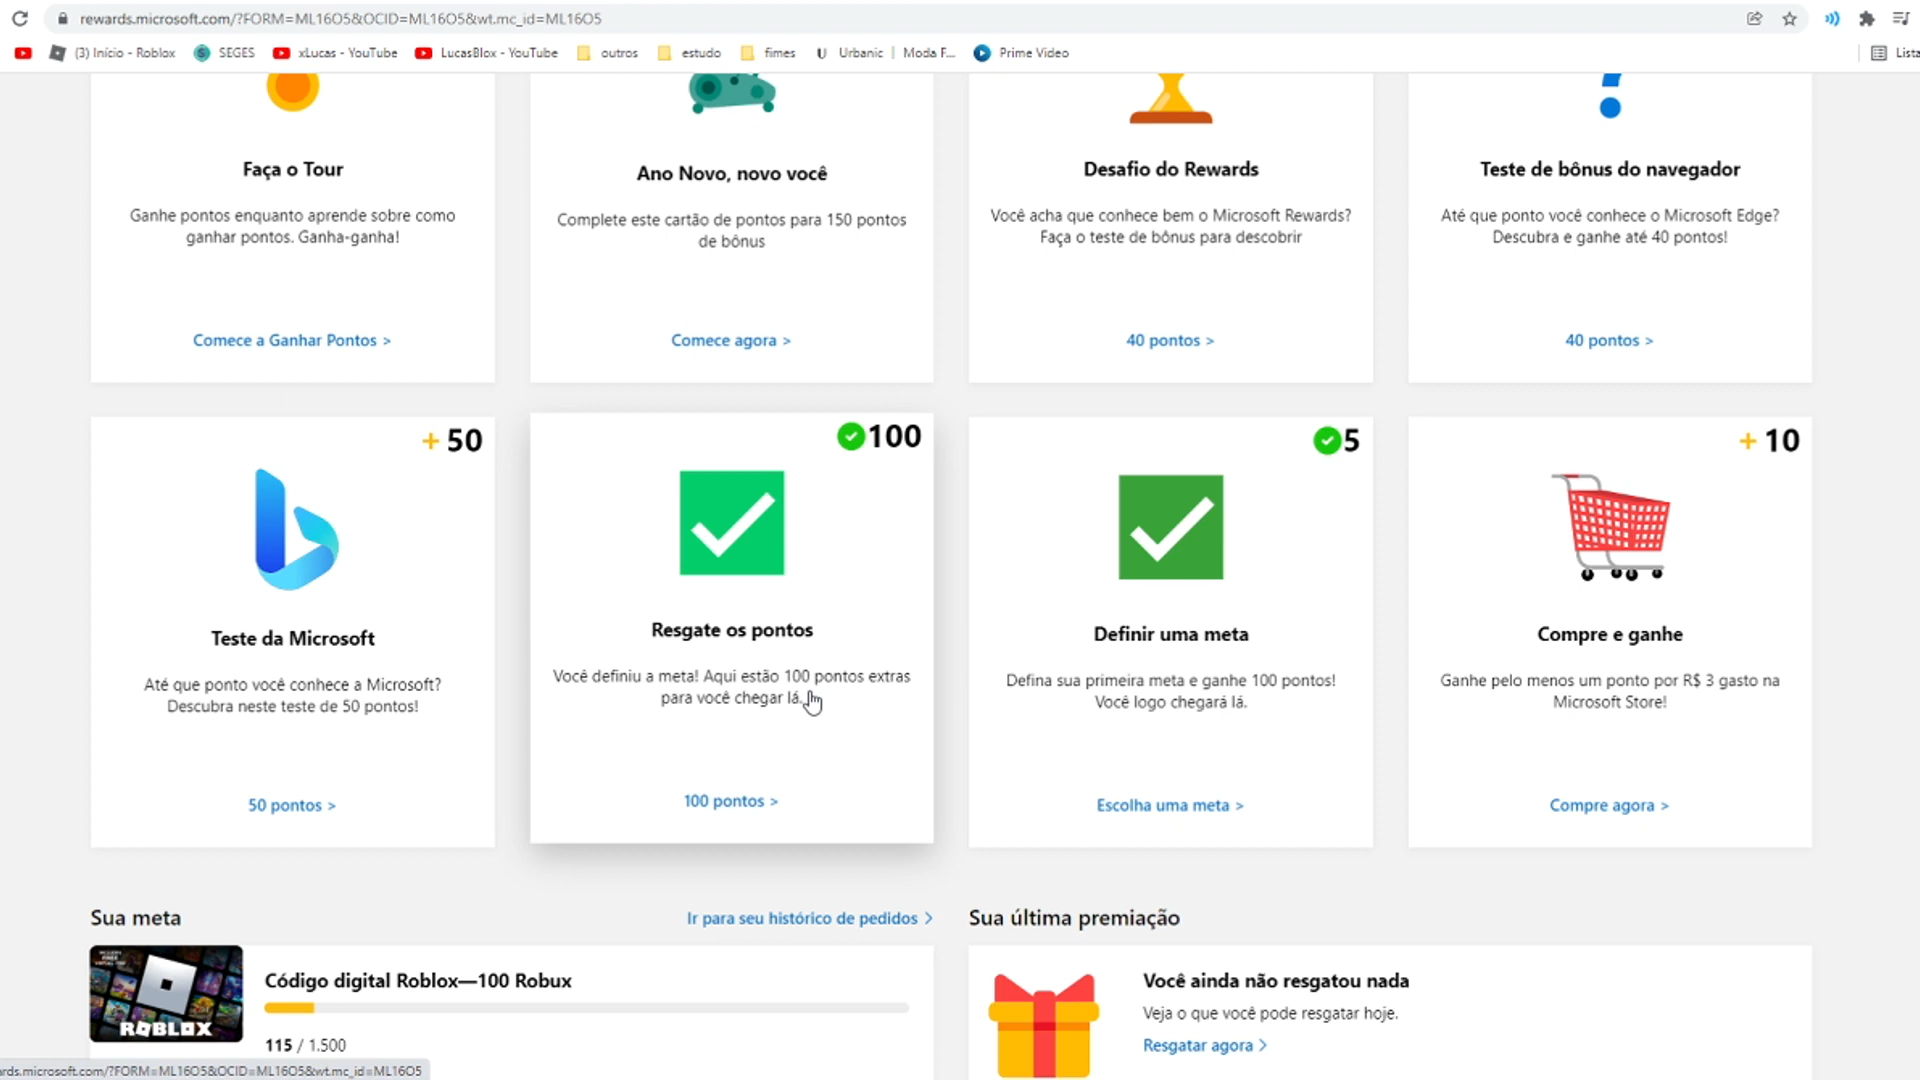 rewards.microsoft.com/?FORM=ML16O5&OCID=ML16O5&wt.mc_id=ML16O5
(3) Início - Roblox SEGES xLucas - YouTube LucasBlox - YouTube outros estudo fimes U Urbanic | Moda F... Prime Video Lista
Faça o Tour
Ganhe pontos enquanto aprende sobre como
ganhar pontos. Ganha-ganha!
Comece a Ganhar Pontos >
Ano Novo, novo você
Complete este cartão de pontos para 150 pontos
de bônus
Comece agora >
Desafio do Rewards
Você acha que conhece bem o Microsoft Rewards?
Faça o teste de bônus para descobrir
40 pontos >
Teste de bônus do navegador
Até que ponto você conhece o Microsoft Edge?
Descubra e ganhe até 40 pontos!
40 pontos >
+ 50
Teste da Microsoft
Até que ponto você conhece a Microsoft?
Descubra neste teste de 50 pontos!
50 pontos >
100
Resgate os pontos
Você definiu a meta! Aqui estão 100 pontos extras
para você chegar lá.
100 pontos >
5
Definir uma meta
Defina sua primeira meta e ganhe 100 pontos!
Você logo chegará lá.
Escolha uma meta >
+ 10
Compre e ganhe
Ganhe pelo menos um ponto por R$ 3 gasto na
Microsoft Store!
Compre agora >
Sua meta
Ir para seu histórico de pedidos >
ROBLOX
Código digital Roblox—100 Robux
115 / 1.500
Sua última premiação
Você ainda não resgatou nada
Veja o que você pode resgatar hoje.
Resgatar agora >
rds.microsoft.com/?FORM=ML16O5&OCID=ML16O5&wt.mc_id=ML16O5